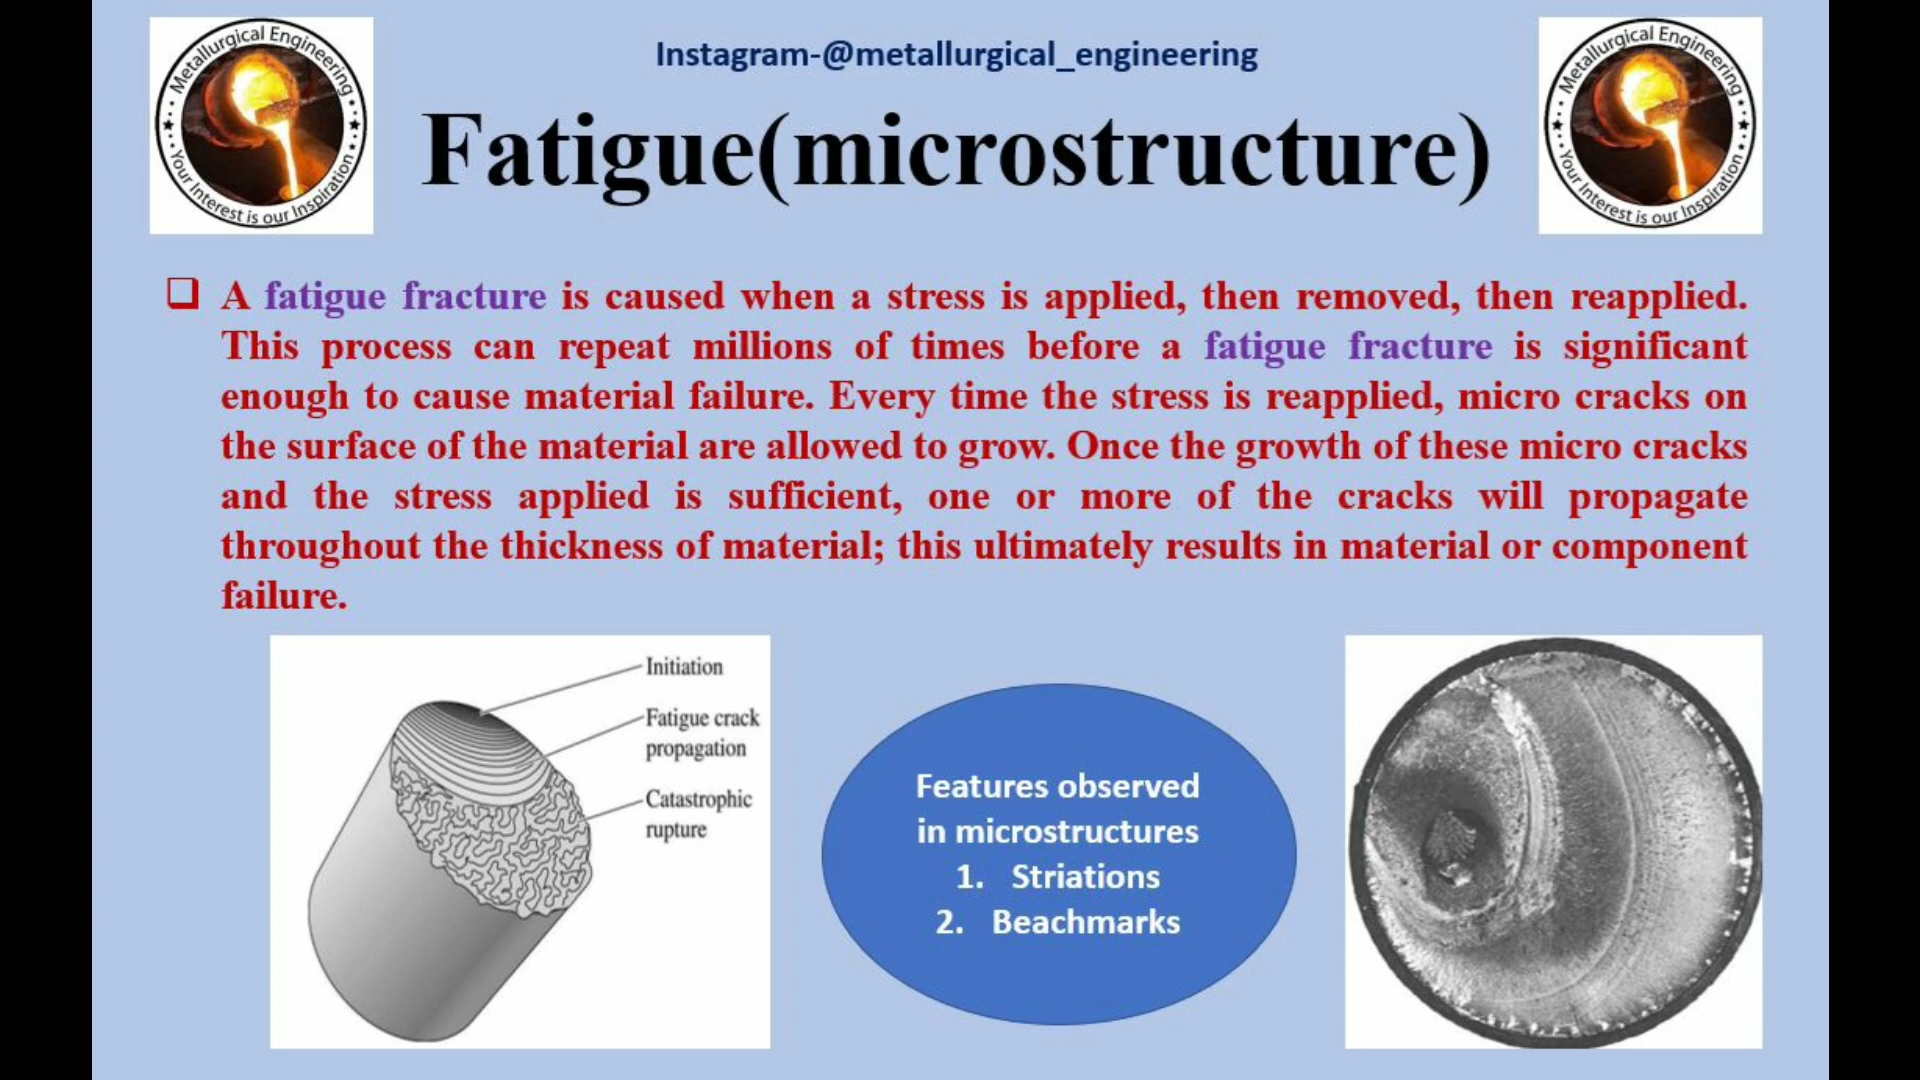 Metallurgical Engineering
Your Interest is our Inspiration
Instagram-@metallurgical_engineering
Metallurgical Engineering
Your Interest is our Inspiration
Fatigue(microstructure)
A fatigue fracture is caused when a stress is applied, then removed, then reapplied.
This process can repeat millions of times before a fatigue fracture is significant
enough to cause material failure. Every time the stress is reapplied, micro cracks on
the surface of the material are allowed to grow. Once the growth of these micro cracks
and the stress applied is sufficient, one or more of the cracks will propagate
throughout the thickness of material; this ultimately results in material or component
failure.
Initiation
Fatigue crack
propagation
Catastrophic
rupture
Features observed
in microstructures
1. Striations
2. Beachmarks